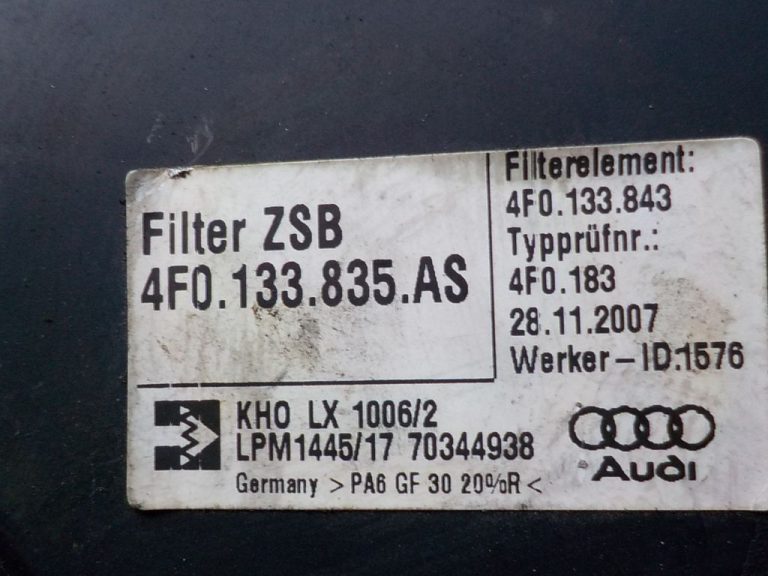 Filter ZSB
4F0.133.835.AS
Filterelement:
4F0.133.843
Typprüfnr.:
4F0.183
28.11.2007
Werker-ID:1576
KHO LX 1006/2
LPM1445/17 70344938
Germany > PA6 GF 30 20%R <
Audi